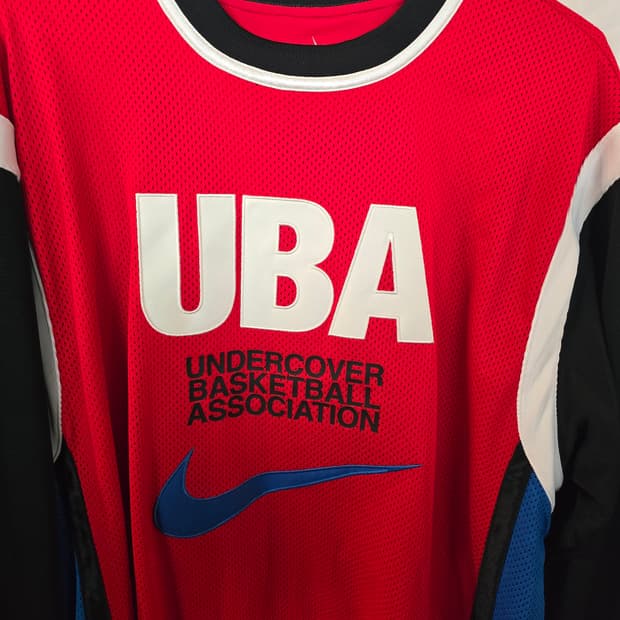 UBA
UNDERCOVER
BASKETBALL
ASSOCIATION